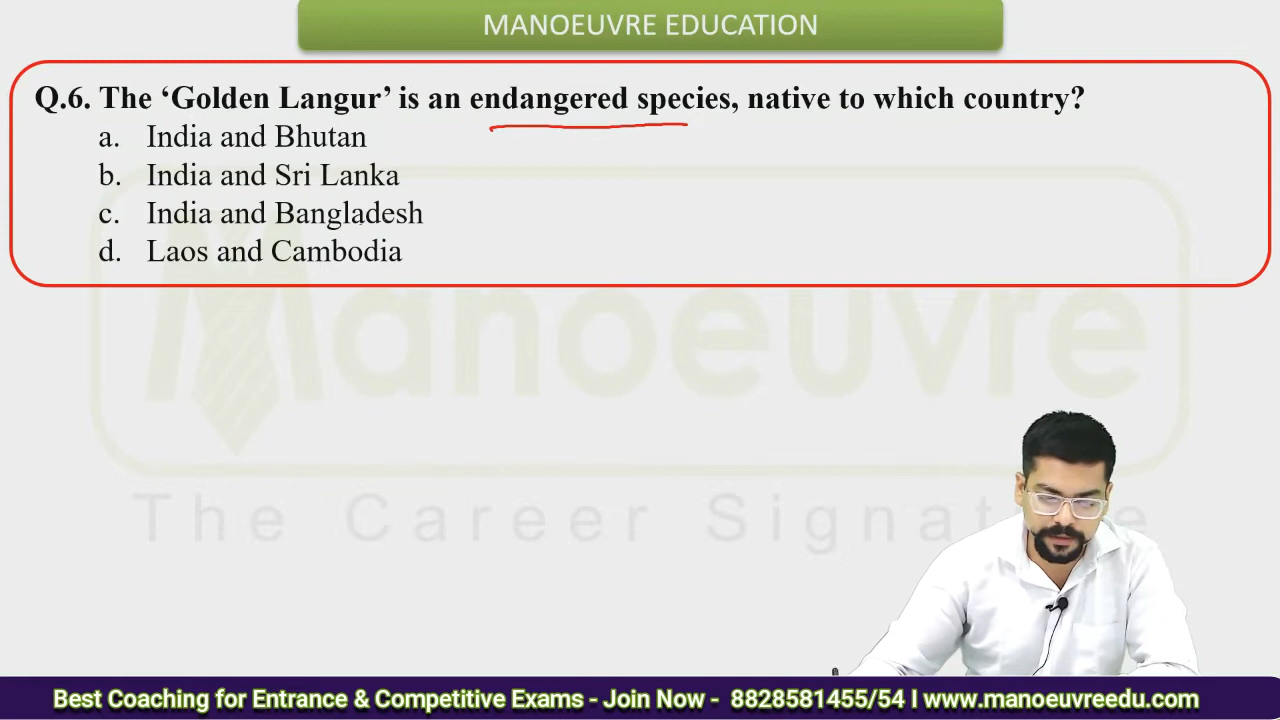 MANOEUVRE EDUCATION
Q.6. The ‘Golden Langur’ is an endangered species, native to which country?
a. India and Bhutan
b. India and Sri Lanka
c. India and Bangladesh
d. Laos and Cambodia
Manoeuvre
The Career Signature
Best Coaching for Entrance & Competitive Exams - Join Now - 8828581455/54 I www.manoeuvreedu.com